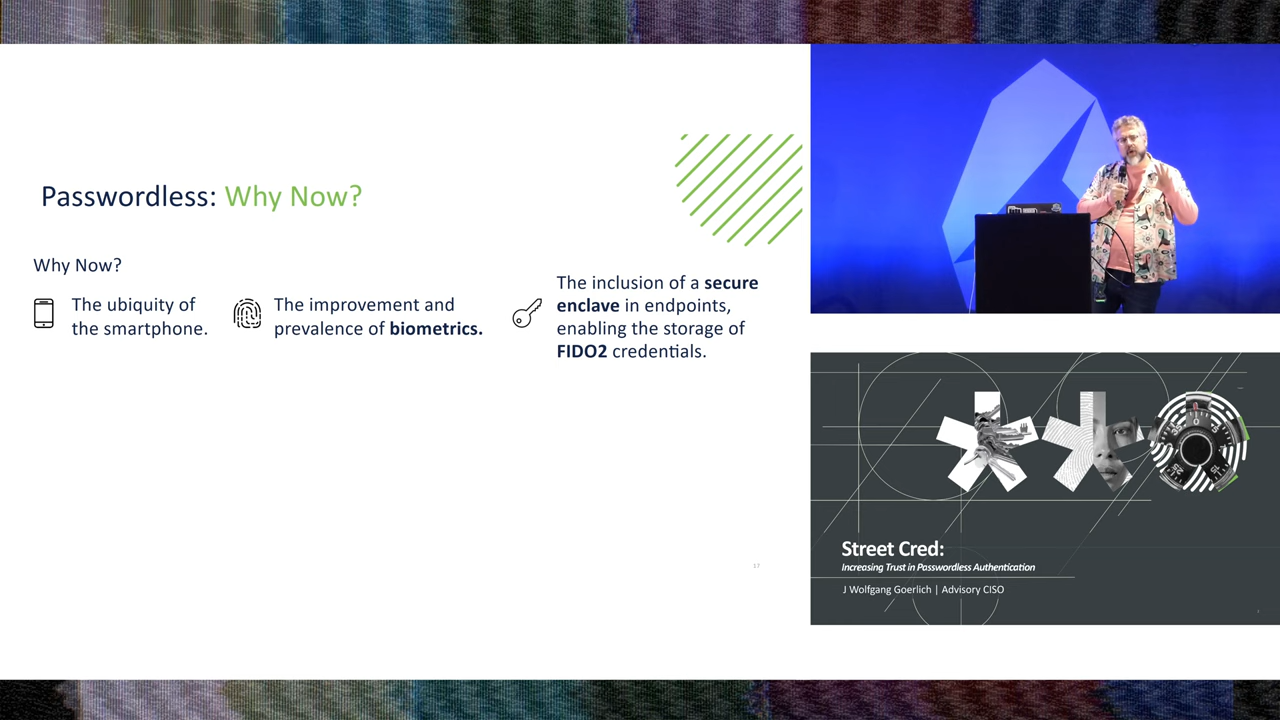 Passwordless: Why Now?
Why Now?
The ubiquity of
the smartphone.
The improvement and
prevalence of biometrics.
The inclusion of a secure
enclave in endpoints,
enabling the storage of
FIDO2 credentials.
17
Street Cred:
Increasing Trust in Passwordless Authentication
J Wolfgang Goerlich | Advisory CISO